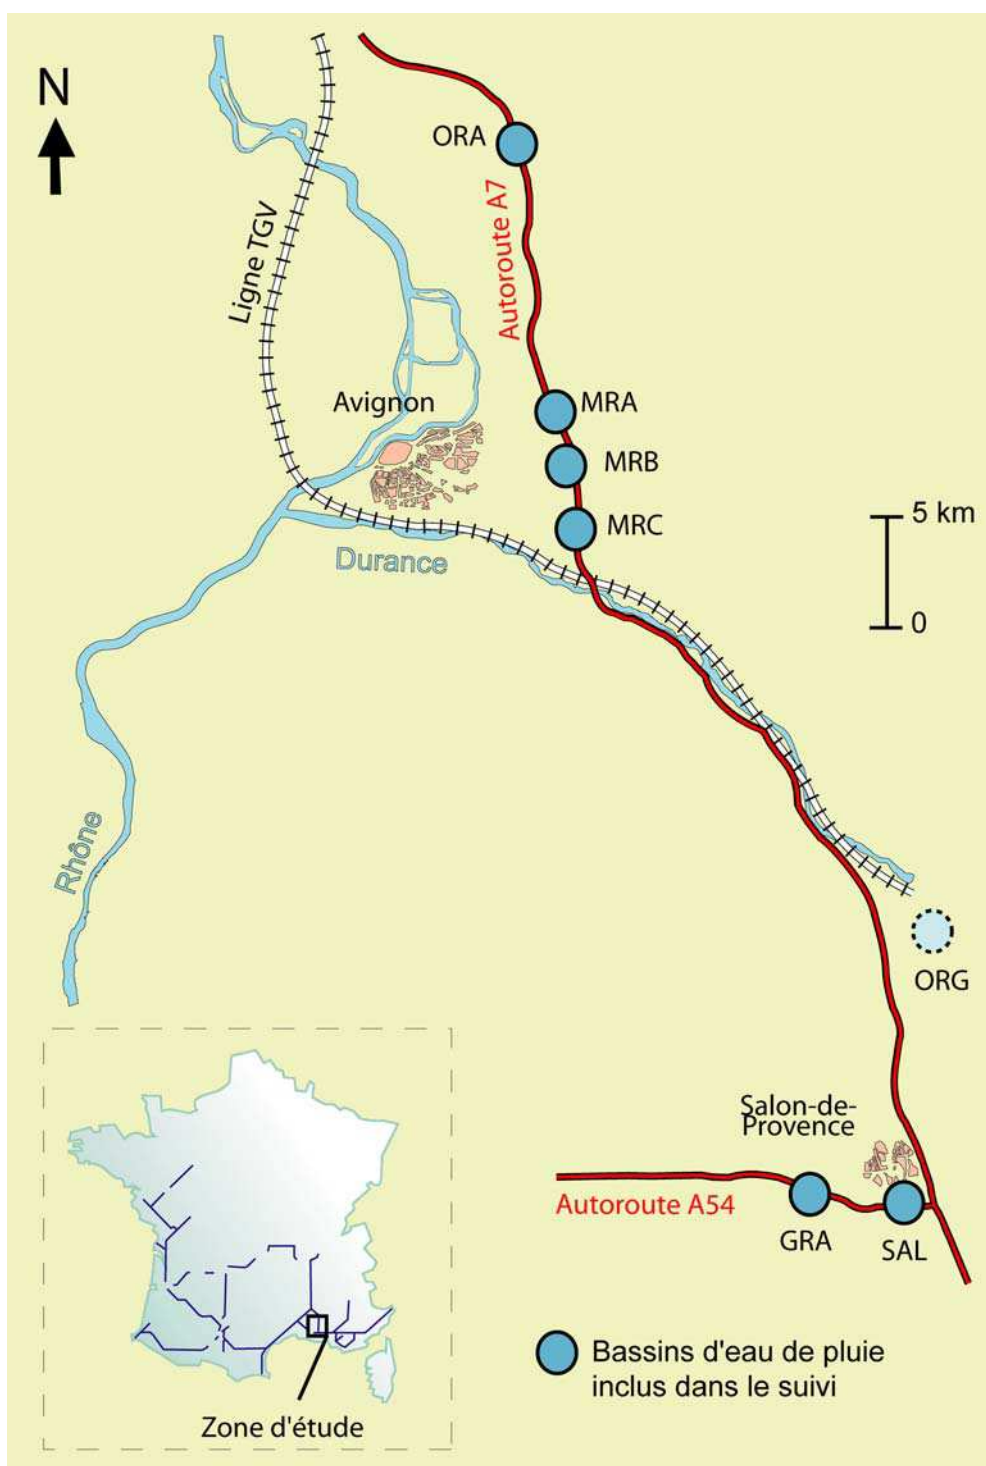 N
ORA
Autoroute A7
Ligne TGV
Avignon
MRA
MRB
MRC
5 km
0
Durance
Rhône
ORG
Salon-de-
Provence
Autoroute A54
GRA
SAL
Bassins d'eau de pluie
inclus dans le suivi
Zone d'étude